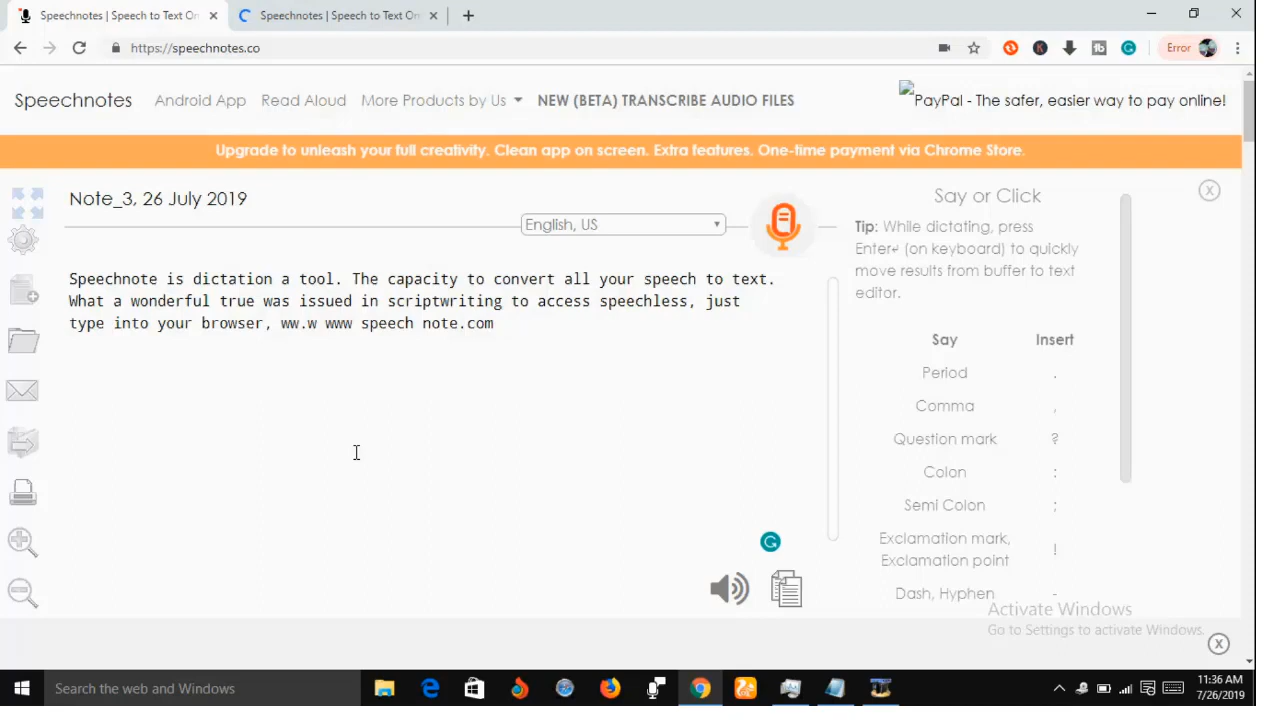 Speechnotes | Speech to Text On
Speechnotes | Speech to Text On
https://speechnotes.co
Error
Speechnotes Android App Read Aloud More Products by Us NEW (BETA) TRANSCRIBE AUDIO FILES PayPal - The safer, easier way to pay online!
Upgrade to unleash your full creativity. Clean app on screen. Extra features. One-time payment via Chrome Store.
Note_3, 26 July 2019
English, US
Speechnote is dictation a tool. The capacity to convert all your speech to text.
What a wonderful true was issued in scriptwriting to access speechless, just
type into your browser, ww.w www speech note.com
Say or Click
Tip: While dictating, press
Enter↵ (on keyboard) to quickly
move results from buffer to text
editor.
Say Insert
Period .
Comma ,
Question mark ?
Colon :
Semi Colon ;
Exclamation mark,
Exclamation point !
Dash, Hyphen -
Activate Windows
Go to Settings to activate Windows.
Search the web and Windows
11:36 AM
7/26/2019